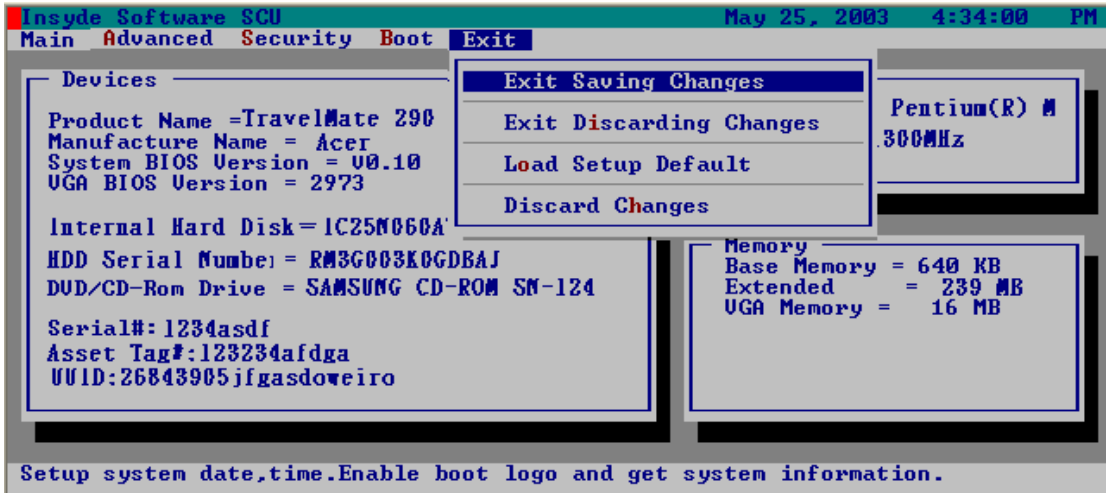 Insyde Software SCU May 25, 2003 4:34:00 PM
Main Advanced Security Boot Exit
Exit Saving Changes
Exit Discarding Changes
Load Setup Default
Discard Changes
Devices
Product Name =TravelMate 290
Manufacture Name = Acer
System BIOS Version = V0.10
VGA BIOS Version = 2973
Internal Hard Disk=IC25N060A
HDD Serial Number = RM3G003K0GDBAJ
DVD/CD-Rom Drive = SAMSUNG CD-ROM SN-124
Serial#:1234asdf
Asset Tag#:123234afdga
UUID:26843905jfgasdoweiro
Pentium(R) M
300MHz
Memory
Base Memory = 640 KB
Extended = 239 MB
VGA Memory = 16 MB
Setup system date,time.Enable boot logo and get system information.